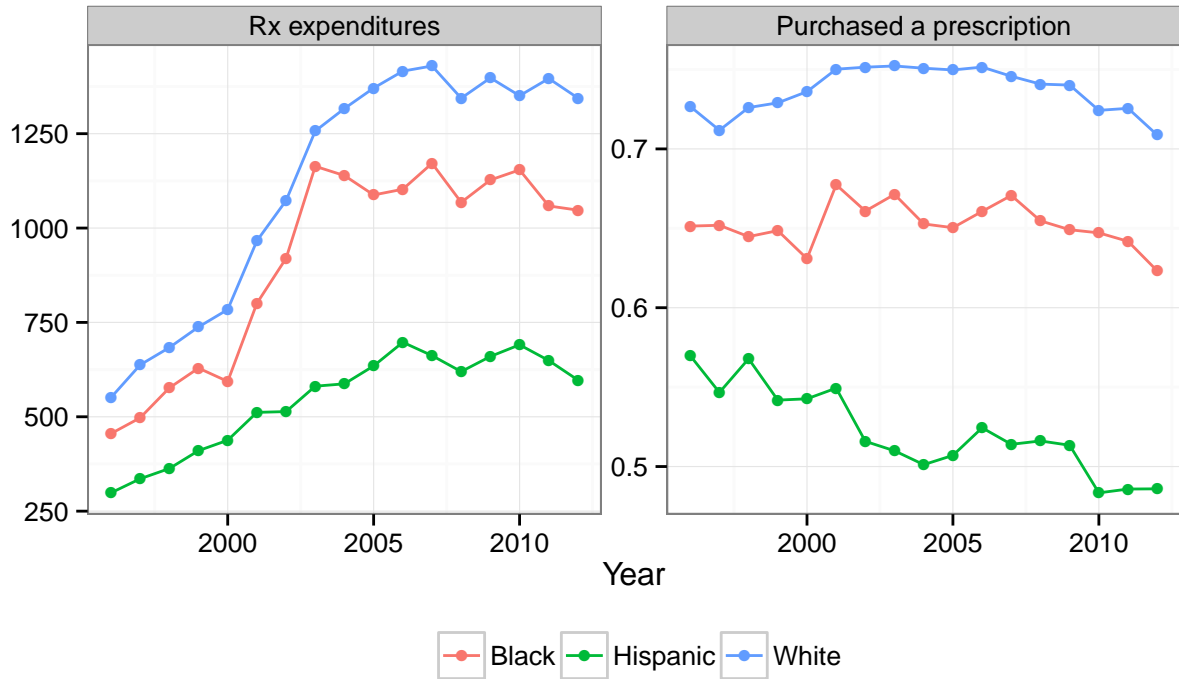 Rx expenditures
Purchased a prescription
1250
1000
750
500
250
0.7
0.6
0.5
2000 2005 2010
2000 2005 2010
Year
Black Hispanic White